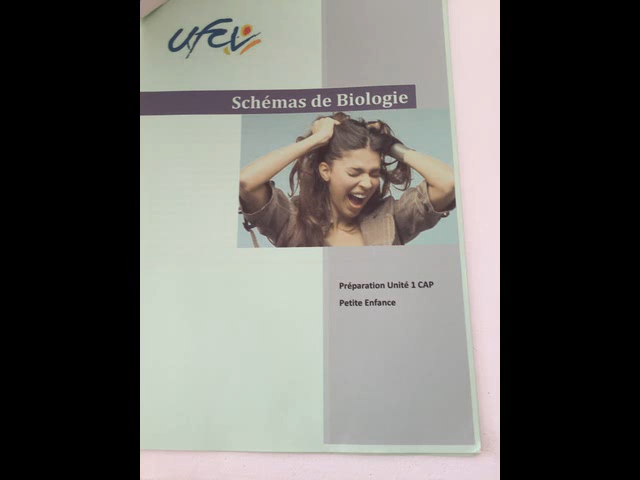 ufcv
Schémas de Biologie
Préparation Unité 1 CAP
Petite Enfance